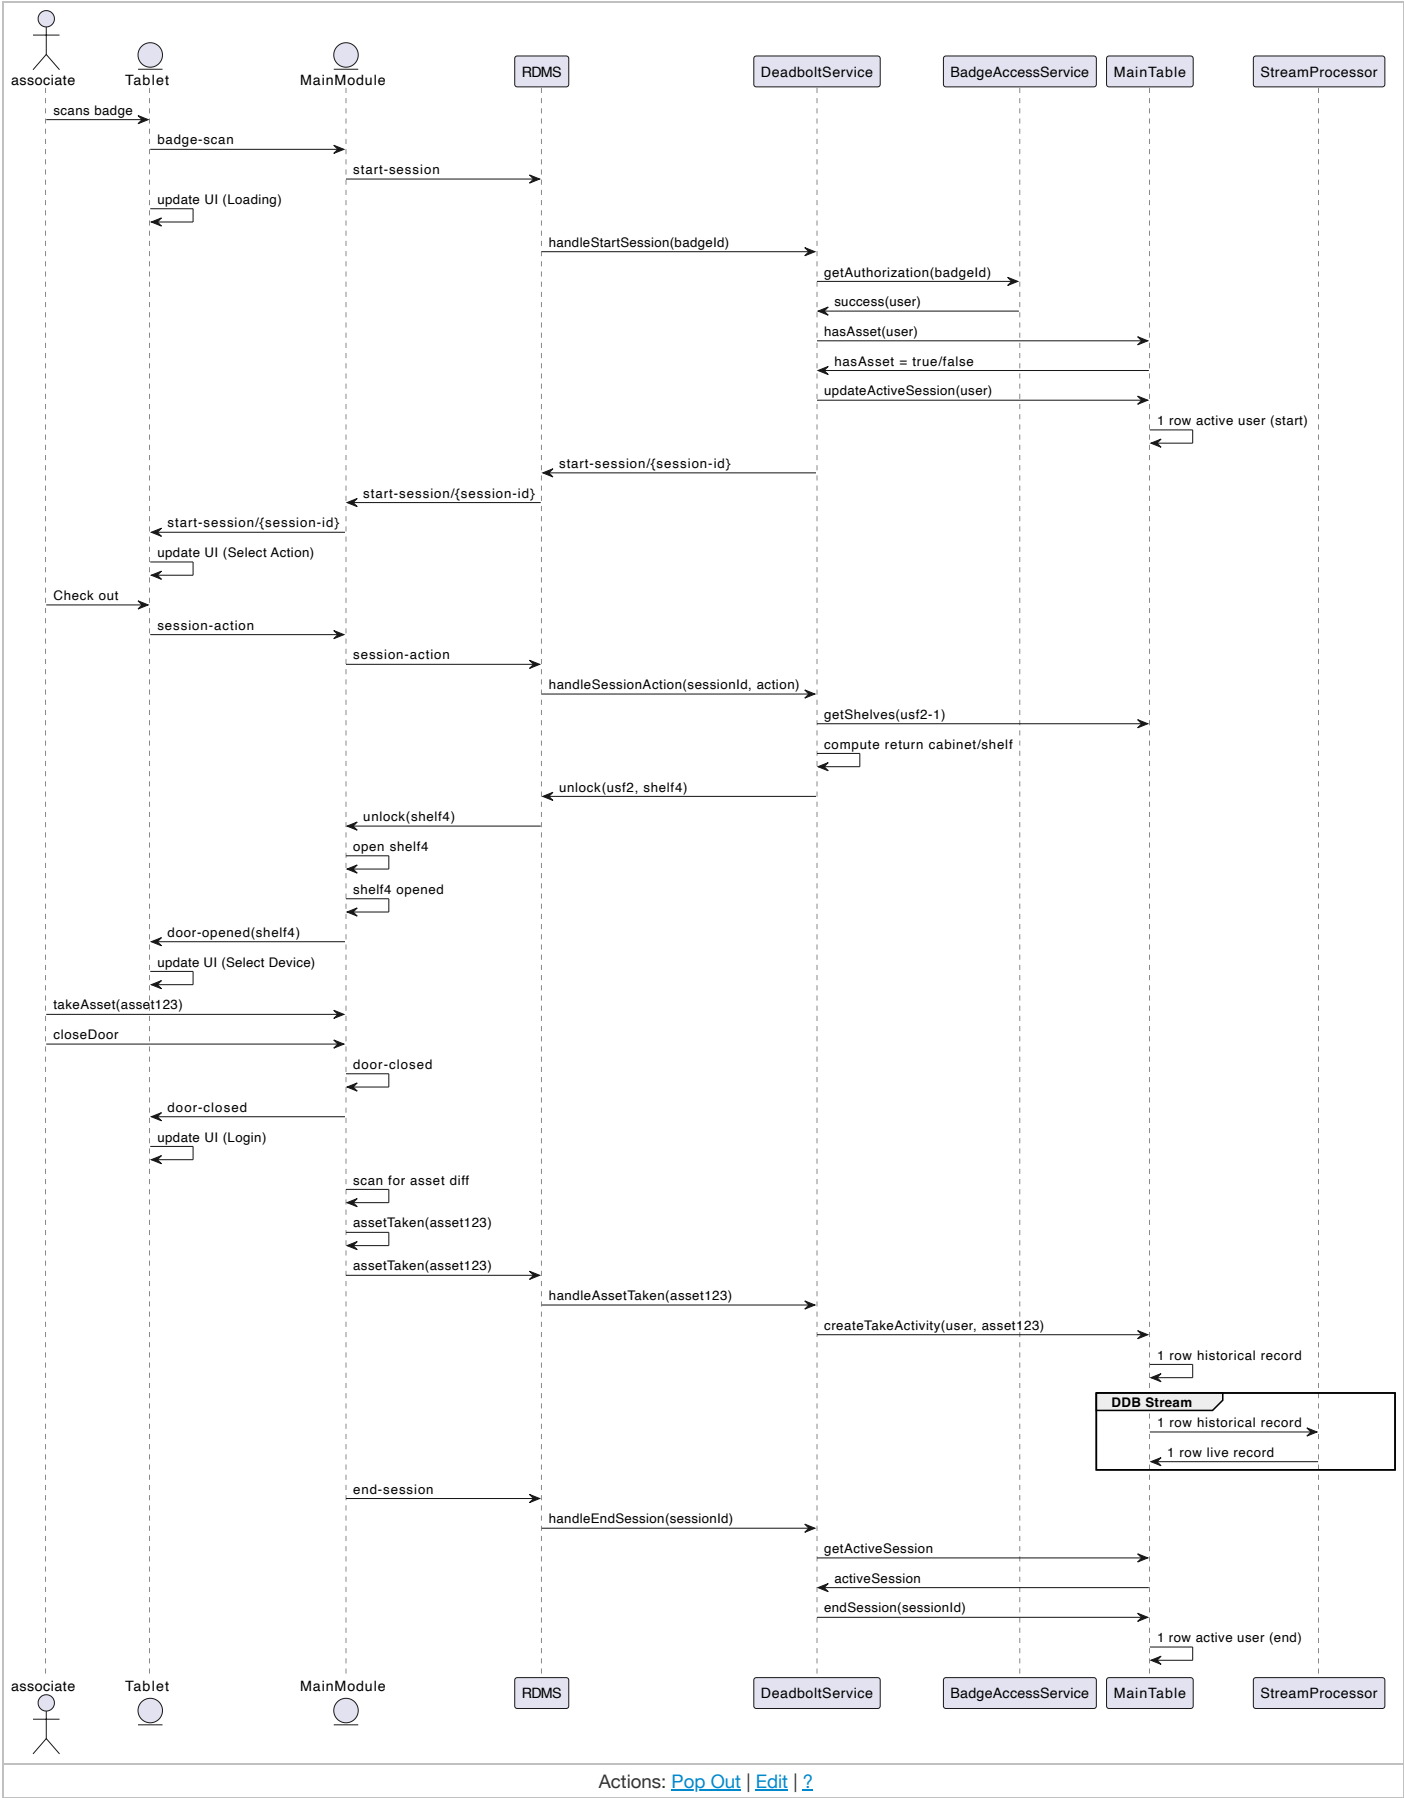 associate
Tablet
MainModule
RDMS
DeadboltService
BadgeAccessService
MainTable
StreamProcessor
scans badge
badge-scan
start-session
update UI (Loading)
handleStartSession(badgeId)
getAuthorization(badgeId)
success(user)
hasAsset(user)
hasAsset = true/false
updateActiveSession(user)
1 row active user (start)
start-session/{session-id}
start-session/{session-id}
start-session/{session-id}
update UI (Select Action)
Check out
session-action
session-action
handleSessionAction(sessionId, action)
getShelves(usf2-1)
compute return cabinet/shelf
unlock(usf2, shelf4)
unlock(shelf4)
open shelf4
shelf4 opened
door-opened(shelf4)
update UI (Select Device)
takeAsset(asset123)
closeDoor
door-closed
door-closed
update UI (Login)
scan for asset diff
assetTaken(asset123)
assetTaken(asset123)
handleAssetTaken(asset123)
createTakeActivity(user, asset123)
1 row historical record
DDB Stream
1 row historical record
1 row live record
end-session
handleEndSession(sessionId)
getActiveSession
activeSession
endSession(sessionId)
1 row active user (end)
associate
Tablet
MainModule
RDMS
DeadboltService
BadgeAccessService
MainTable
StreamProcessor
Actions: Pop Out | Edit | ?